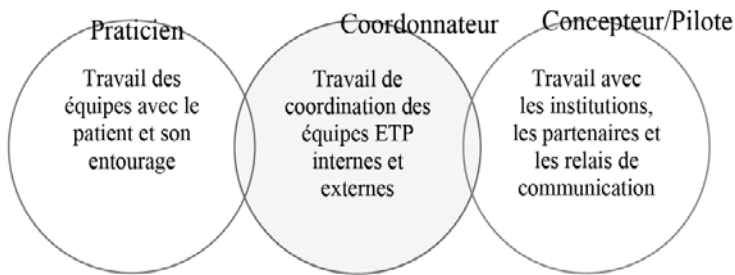 Praticien
Travail des
équipes avec le
patient et son
entourage
Coordonnateur
Travail de
coordination des
équipes ETP
internes et
externes
Concepteur/Pilote
Travail avec
les institutions,
les partenaires et
les relais de
communication